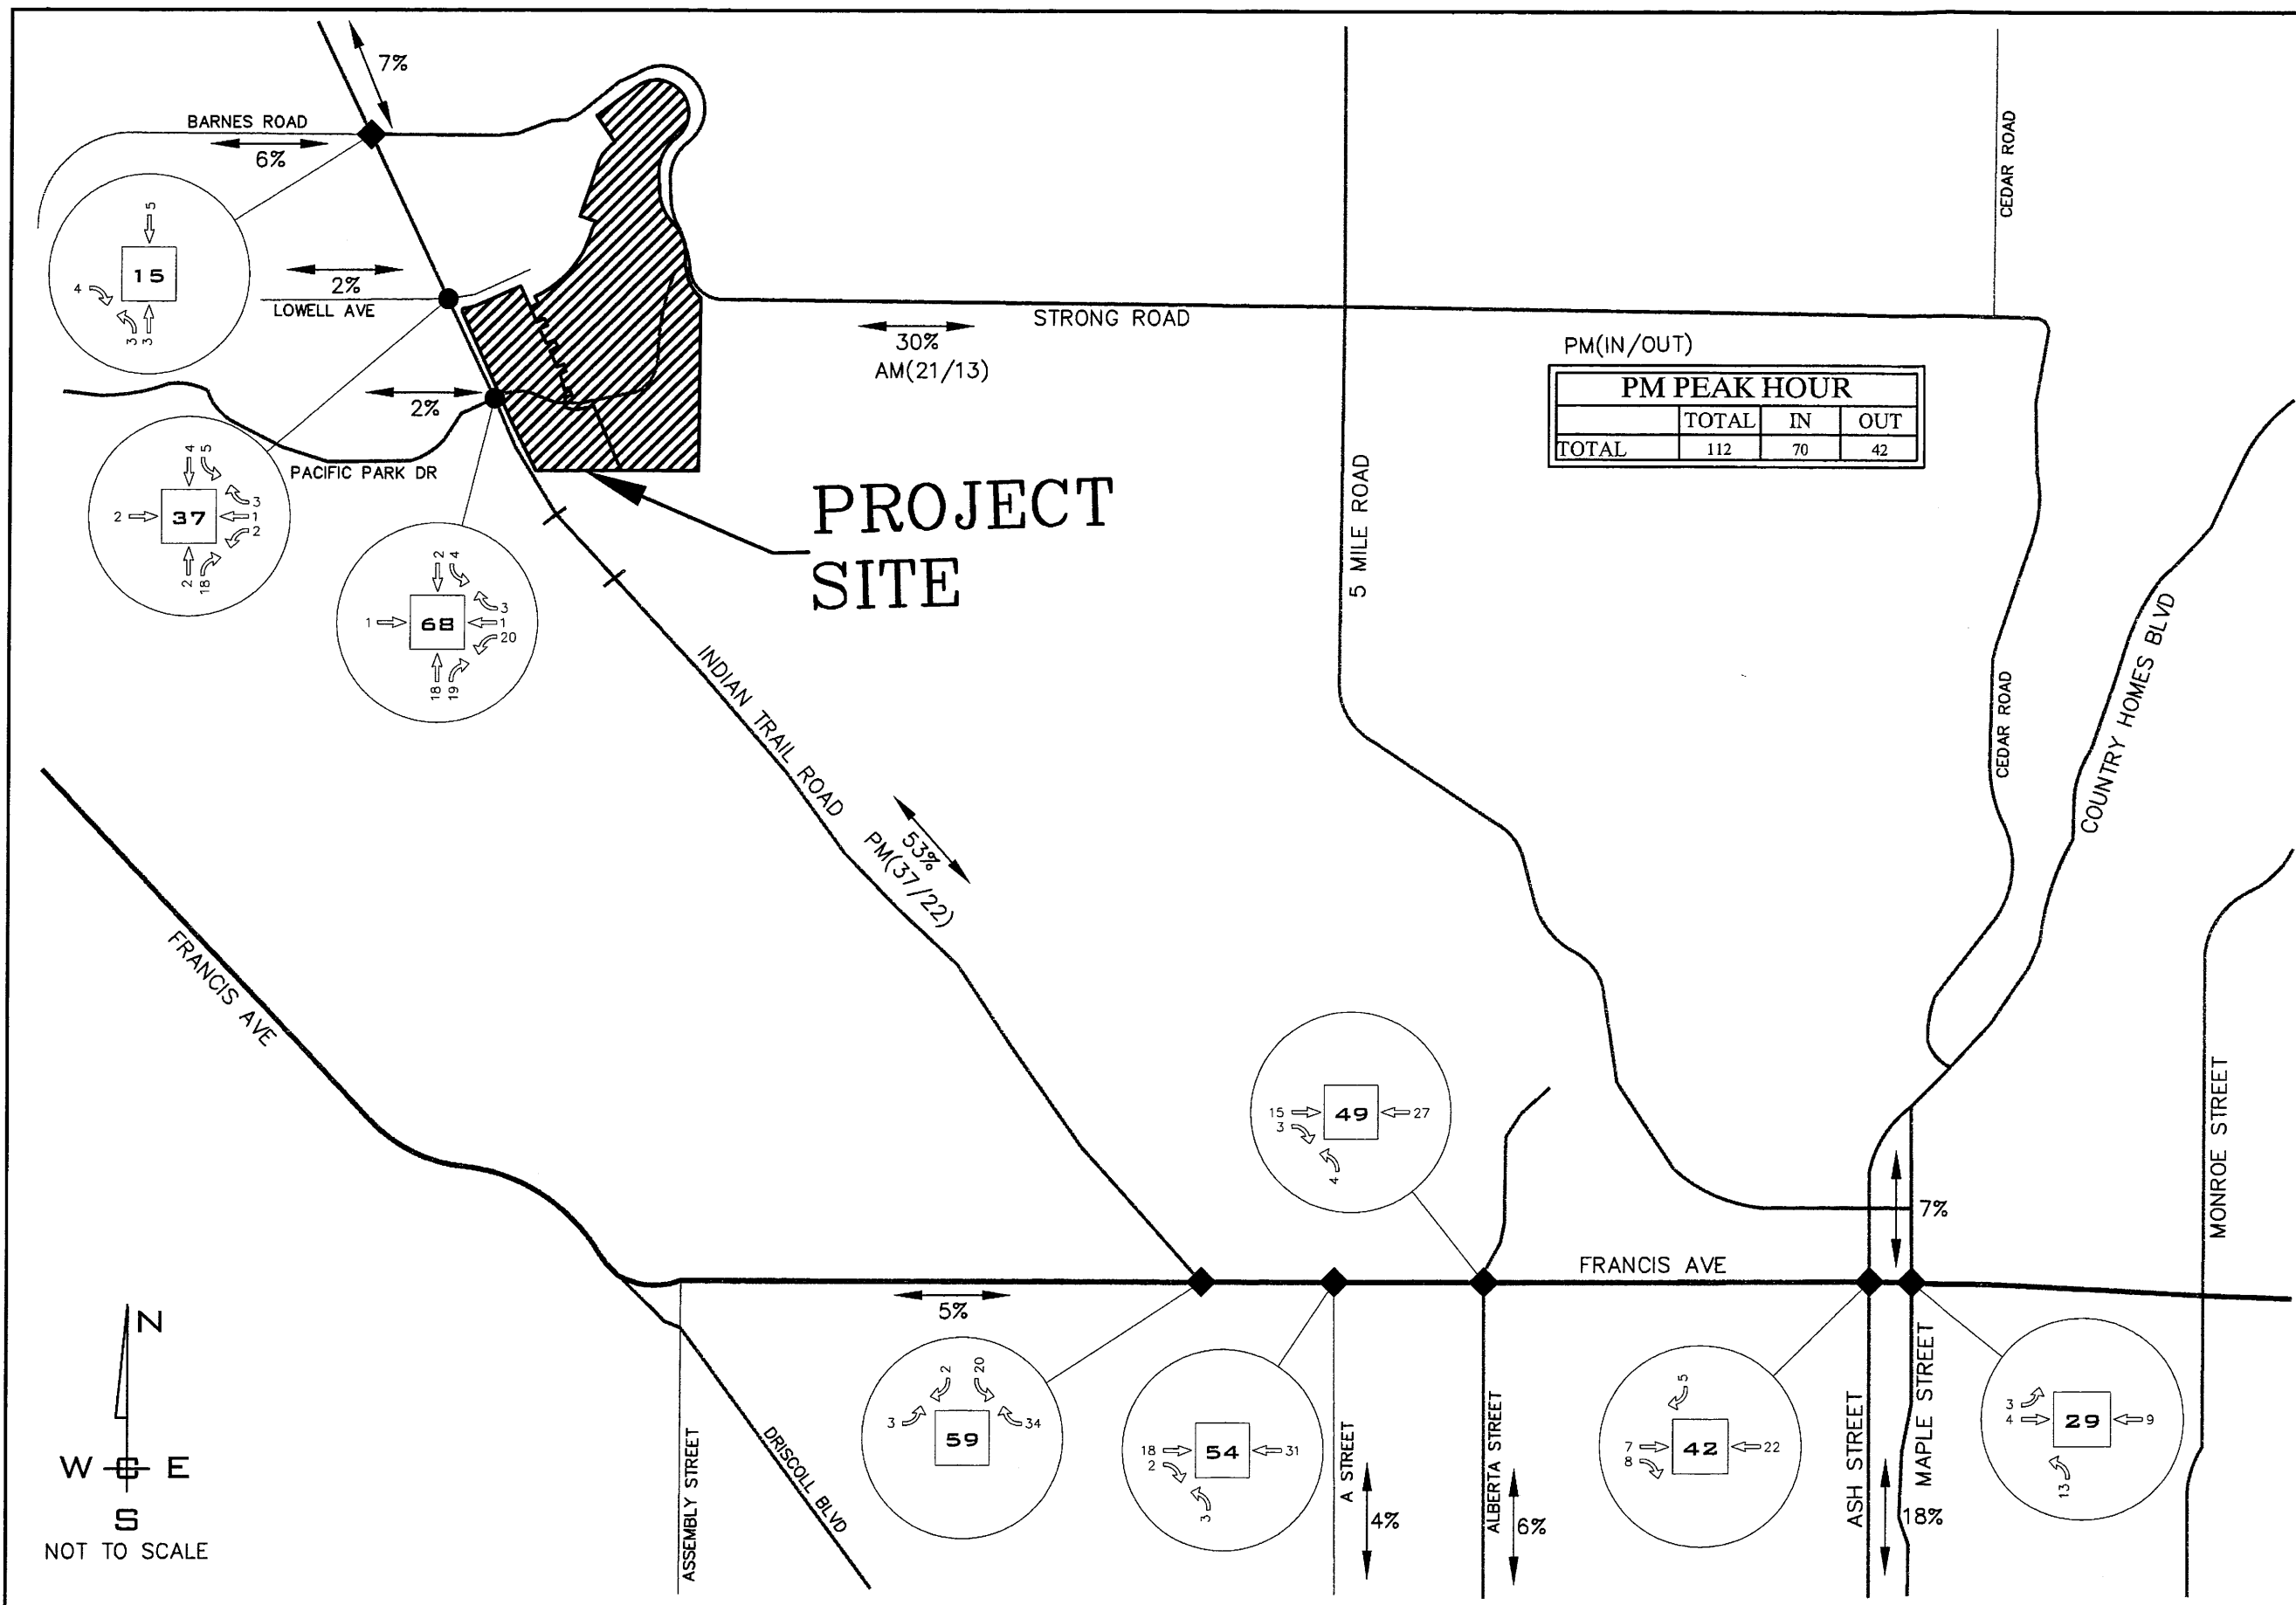 7%
BARNES ROAD
6%
5
15
4
3
3
2%
LOWELL AVE
2%
PACIFIC PARK DR
4
5
3
2
37
1
2
2
18
2
4
3
1
68
1
20
18
19
STRONG ROAD
30%
AM(21/13)
CEDAR ROAD
PM(IN/OUT)
PM PEAK HOUR
TOTAL IN OUT
TOTAL 112 70 42
PROJECT
SITE
5 MILE ROAD
CEDAR ROAD
COUNTRY HOMES BLVD
INDIAN TRAIL ROAD
53%
PM(37/22)
FRANCIS AVE
15
49
27
3
4
MONROE STREET
7%
FRANCIS AVE
5%
2
20
3
34
59
18
54
31
2
3
A STREET
4%
ALBERTA STREET
6%
5
7
42
22
8
ASH STREET
MAPLE STREET
18%
3
4
29
9
13
ASSEMBLY STREET
DRISCOLL BLVD
N
W E
S
NOT TO SCALE